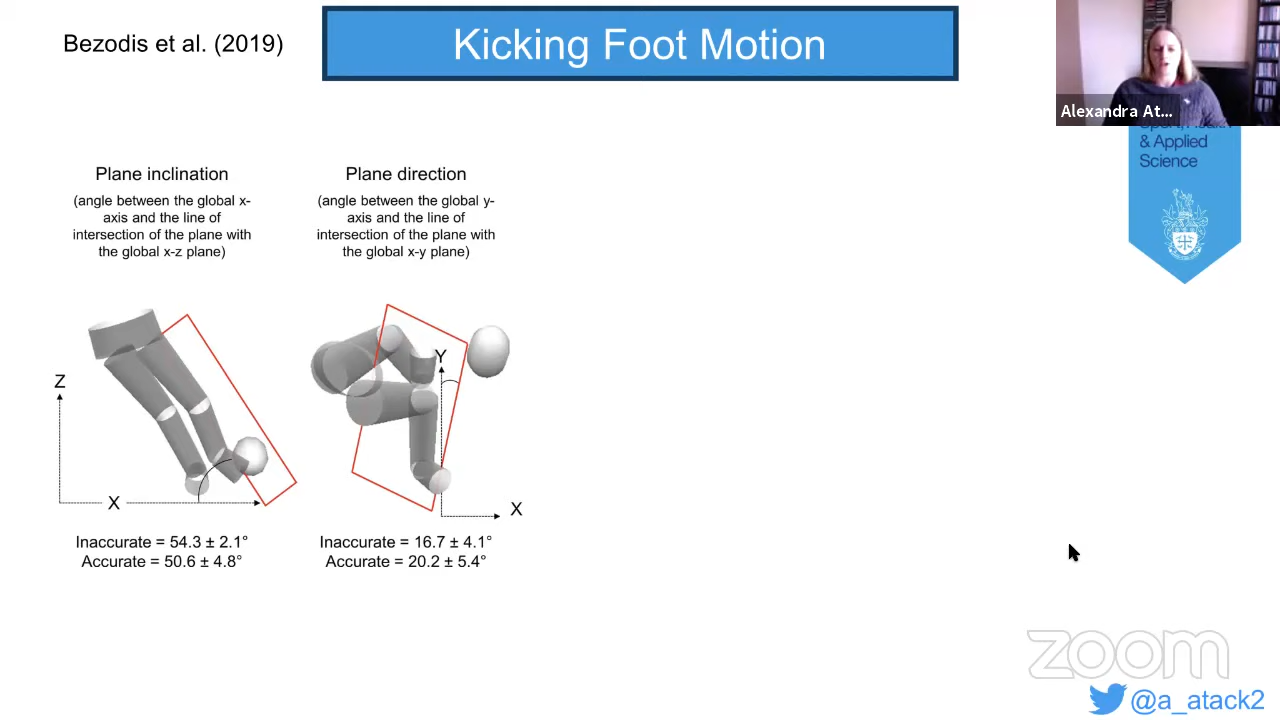 Bezodis et al. (2019)
Kicking Foot Motion
Alexandra At...
& Applied
Science
Plane inclination
(angle between the global x-
axis and the line of
intersection of the plane with
the global x-z plane)
Plane direction
(angle between the global y-
axis and the line of
intersection of the plane with
the global x-y plane)
Z
X
Y
X
Inaccurate = 54.3 ± 2.1°
Accurate = 50.6 ± 4.8°
Inaccurate = 16.7 ± 4.1°
Accurate = 20.2 ± 5.4°
zoom
@a_atack2